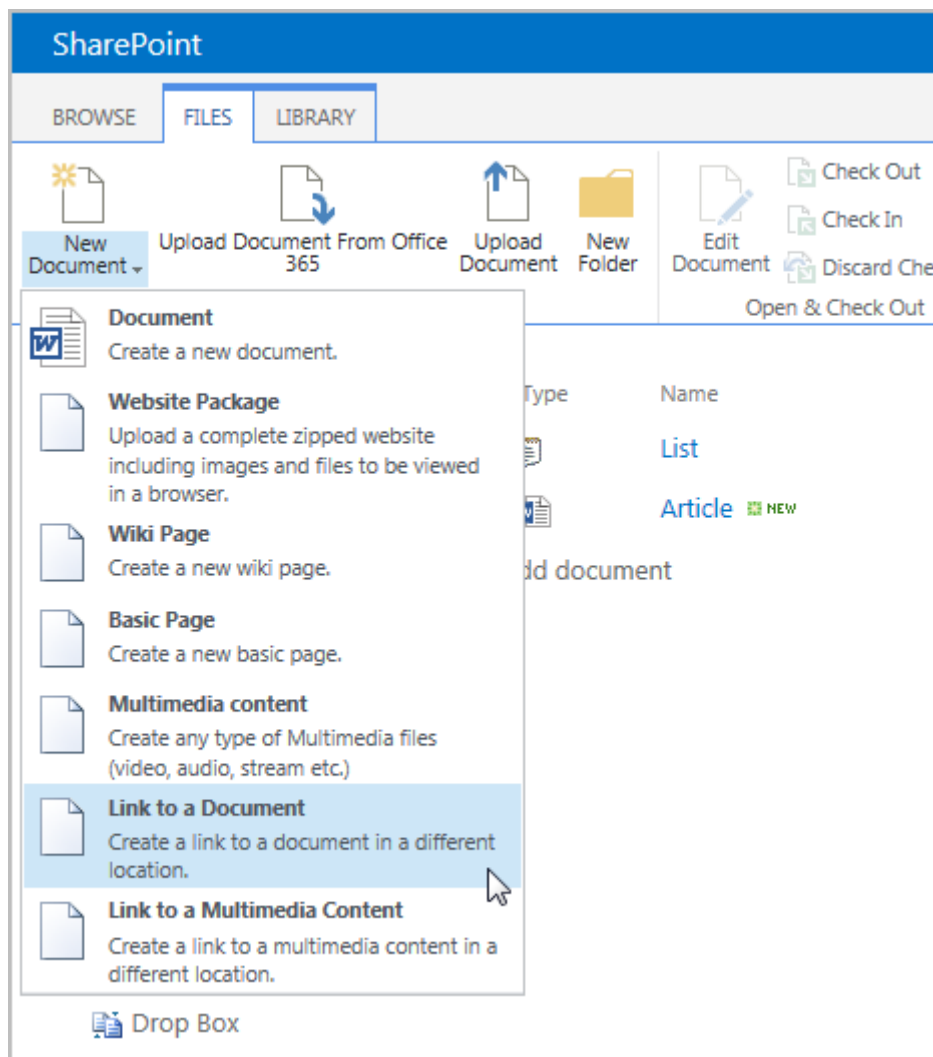 SharePoint
BROWSE FILES LIBRARY
New
Document
Upload Document From Office
365
Upload
Document
New
Folder
Edit
Document
Check Out
Check In
Discard Che
Open & Check Out
Document
Create a new document.
Website Package
Upload a complete zipped website
including images and files to be viewed
in a browser.
Wiki Page
Create a new wiki page.
Basic Page
Create a new basic page.
Multimedia content
Create any type of Multimedia files
(video, audio, stream etc.)
Link to a Document
Create a link to a document in a different
location.
Link to a Multimedia Content
Create a link to a multimedia content in a
different location.
Type Name
List
Article NEW
dd document
Drop Box